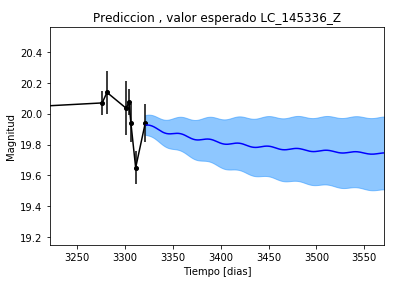 Prediccion , valor esperado LC_145336_Z
Magnitud
20.4
20.2
20.0
19.8
19.6
19.4
19.2
3250 3300 3350 3400 3450 3500 3550
Tiempo [dias]